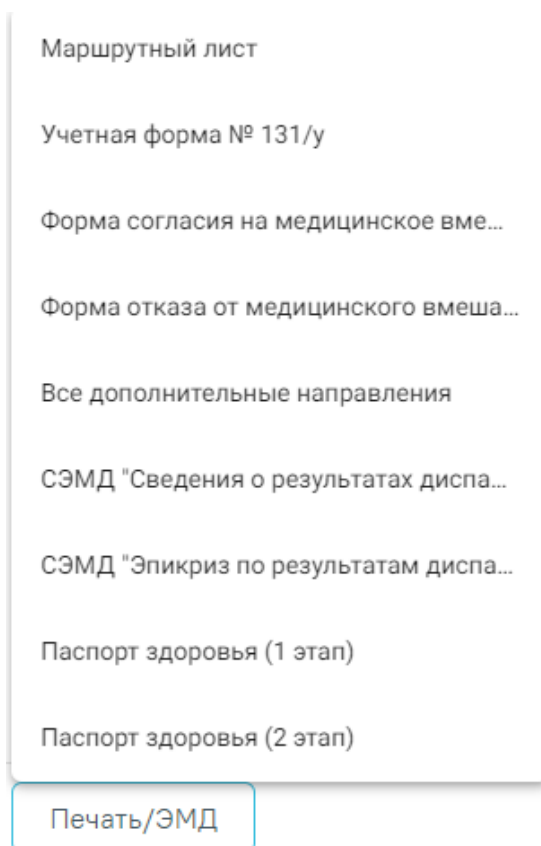 Маршрутный лист
Учетная форма № 131/у
Форма согласия на медицинское вме...
Форма отказа от медицинского вмеша...
Все дополнительные направления
СЭМД "Сведения о результатах диспа...
СЭМД "Эпикриз по результатам диспа...
Паспорт здоровья (1 этап)
Паспорт здоровья (2 этап)
Печать/ЭМД